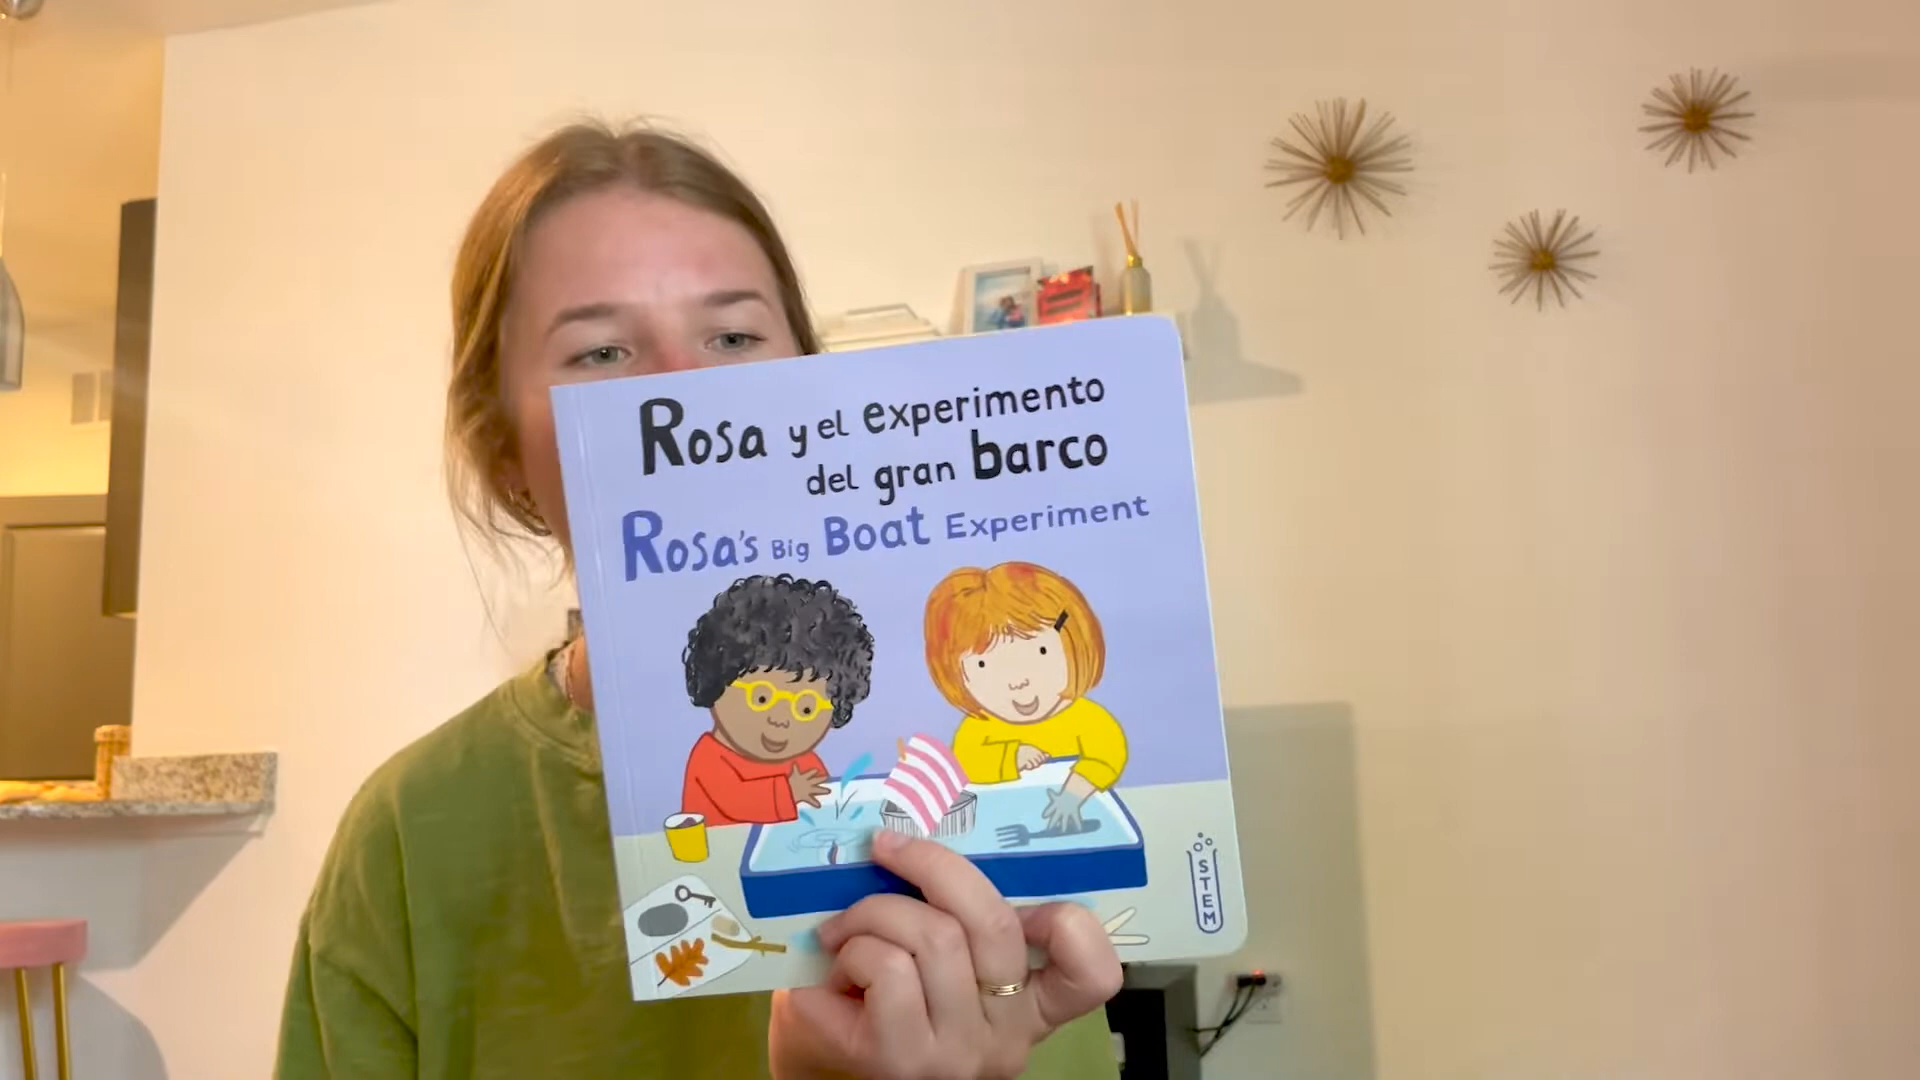 Rosa y el experimento
del gran barco
Rosa's Big Boat Experiment
STEM